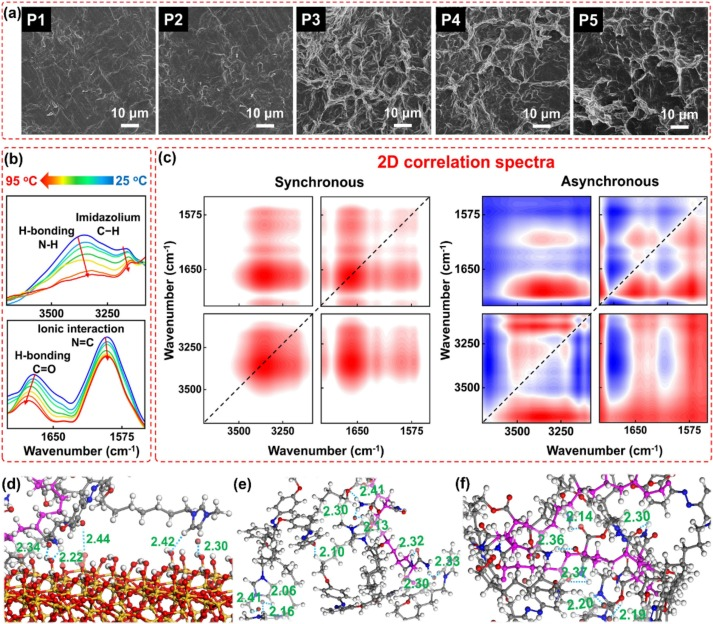 (a)
P1
P2
P3
P4
P5
10 μm
10 μm
10 μm
10 μm
10 μm
(b)
95 °C
25 °C
H-bonding
N-H
Imidazolium
C−H
3500
3250
Wavenumber (cm⁻¹)
Ionic interaction
N=C
H-bonding
C=O
1650
1575
Wavenumber (cm⁻¹)
(c)
2D correlation spectra
Synchronous
Asynchronous
Wavenumber (cm⁻¹)
1575
1650
3250
3500
3500
3250
1650
1575
Wavenumber (cm⁻¹)
Wavenumber (cm⁻¹)
1575
1650
3250
3500
3500
3250
1650
1575
Wavenumber (cm⁻¹)
(d)
2.34
2.22
2.44
2.42
2.30
(e)
2.41
2.30
2.13
2.10
2.32
2.33
2.30
2.06
2.41
2.16
(f)
2.14
2.30
2.36
2.37
2.20
2.19